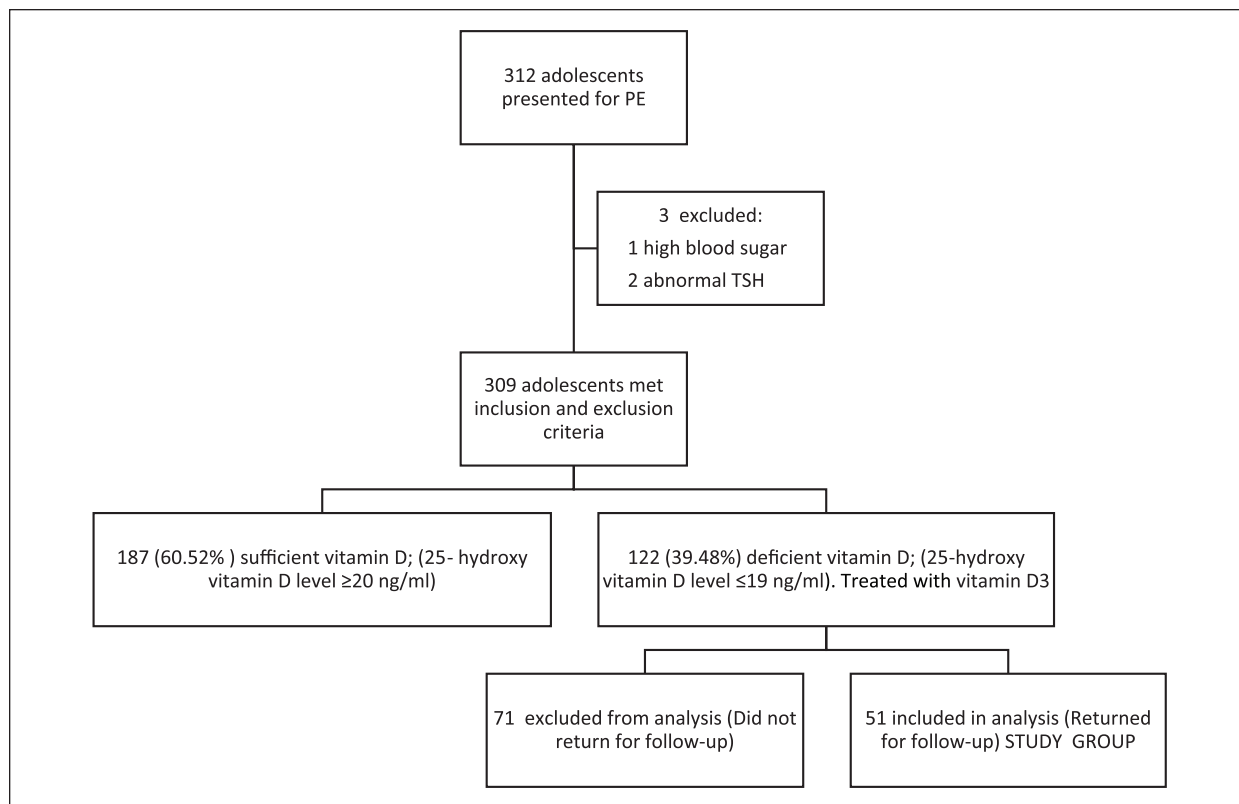 312 adolescents
presented for PE
3 excluded:
1 high blood sugar
2 abnormal TSH
309 adolescents met
inclusion and exclusion
criteria
187 (60.52% ) sufficient vitamin D; (25- hydroxy
vitamin D level ≥20 ng/ml)
122 (39.48%) deficient vitamin D; (25-hydroxy
vitamin D level ≤19 ng/ml). Treated with vitamin D3
71 excluded from analysis (Did not
return for follow-up)
51 included in analysis (Returned
for follow-up) STUDY GROUP